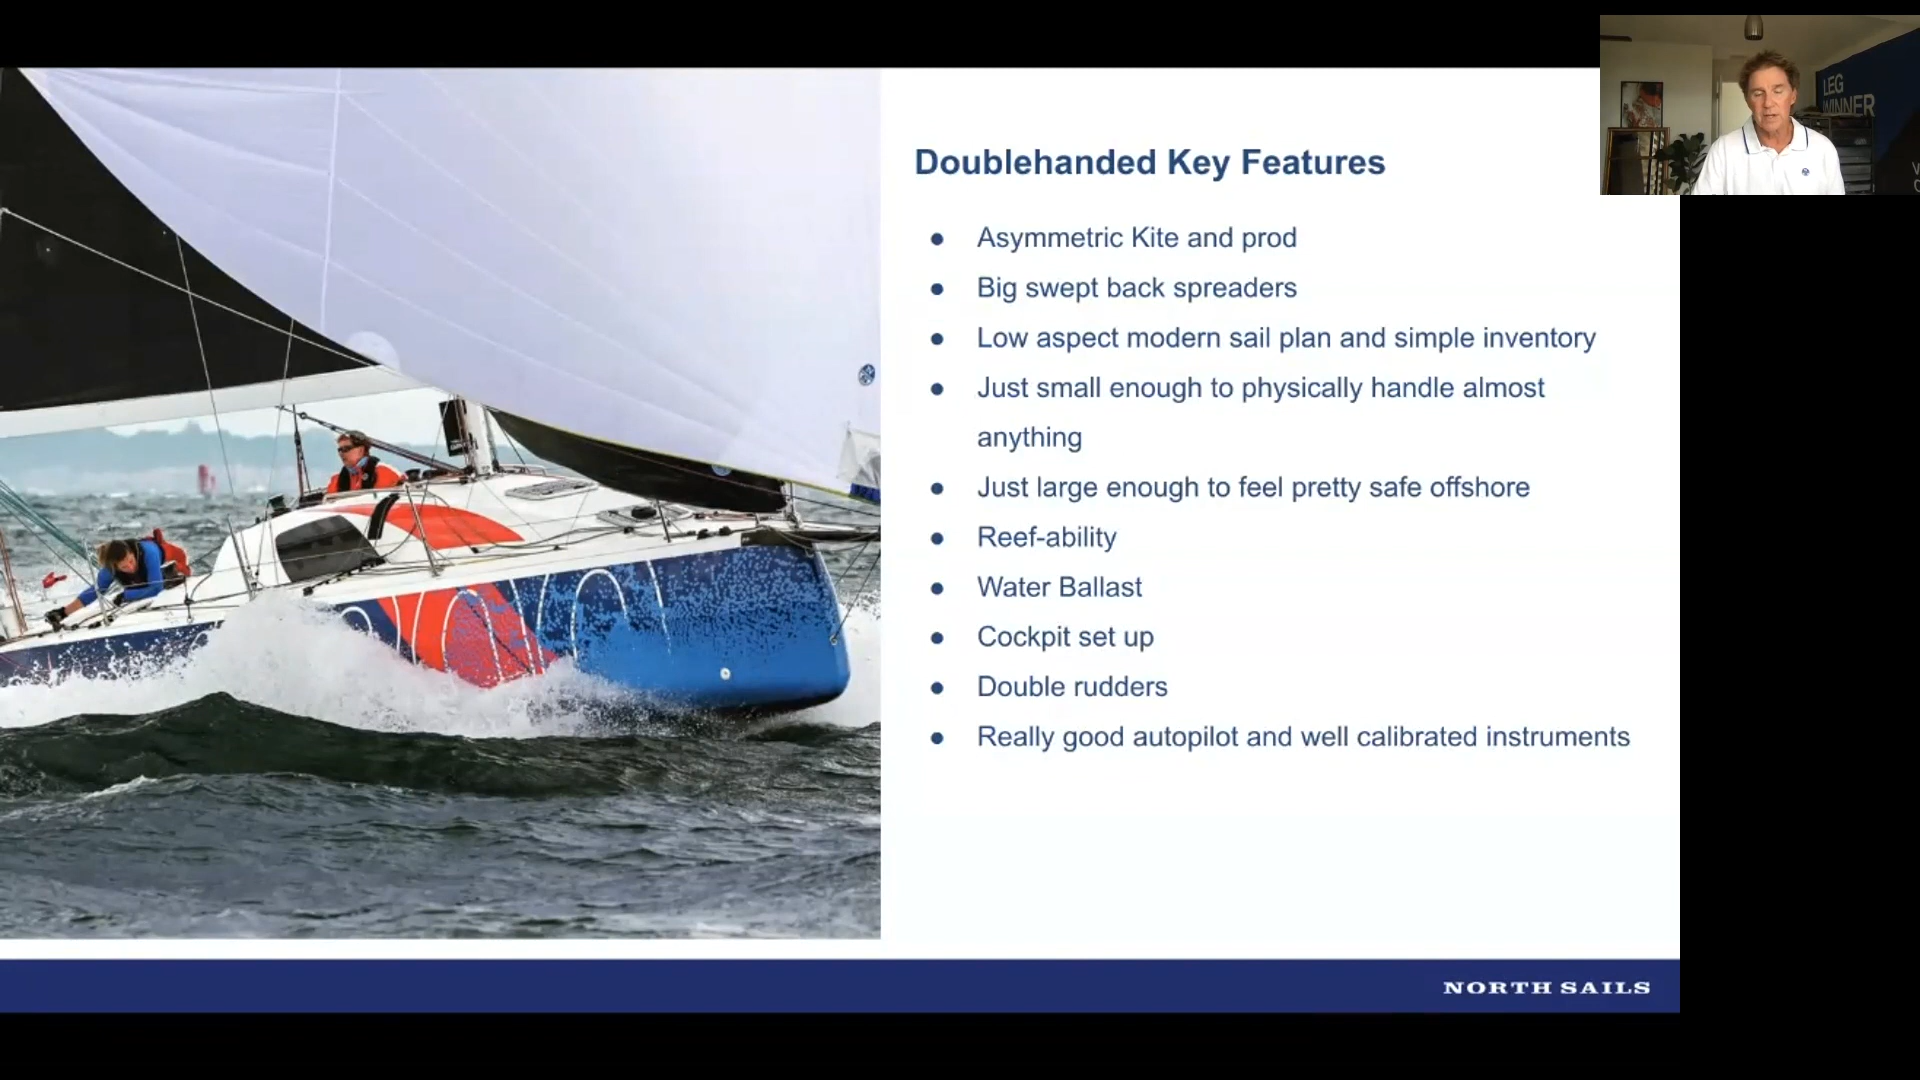 LEG
WINNER
Doublehanded Key Features
● Asymmetric Kite and prod
● Big swept back spreaders
● Low aspect modern sail plan and simple inventory
● Just small enough to physically handle almost
anything
● Just large enough to feel pretty safe offshore
● Reef-ability
● Water Ballast
● Cockpit set up
● Double rudders
● Really good autopilot and well calibrated instruments
NORTH SAILS